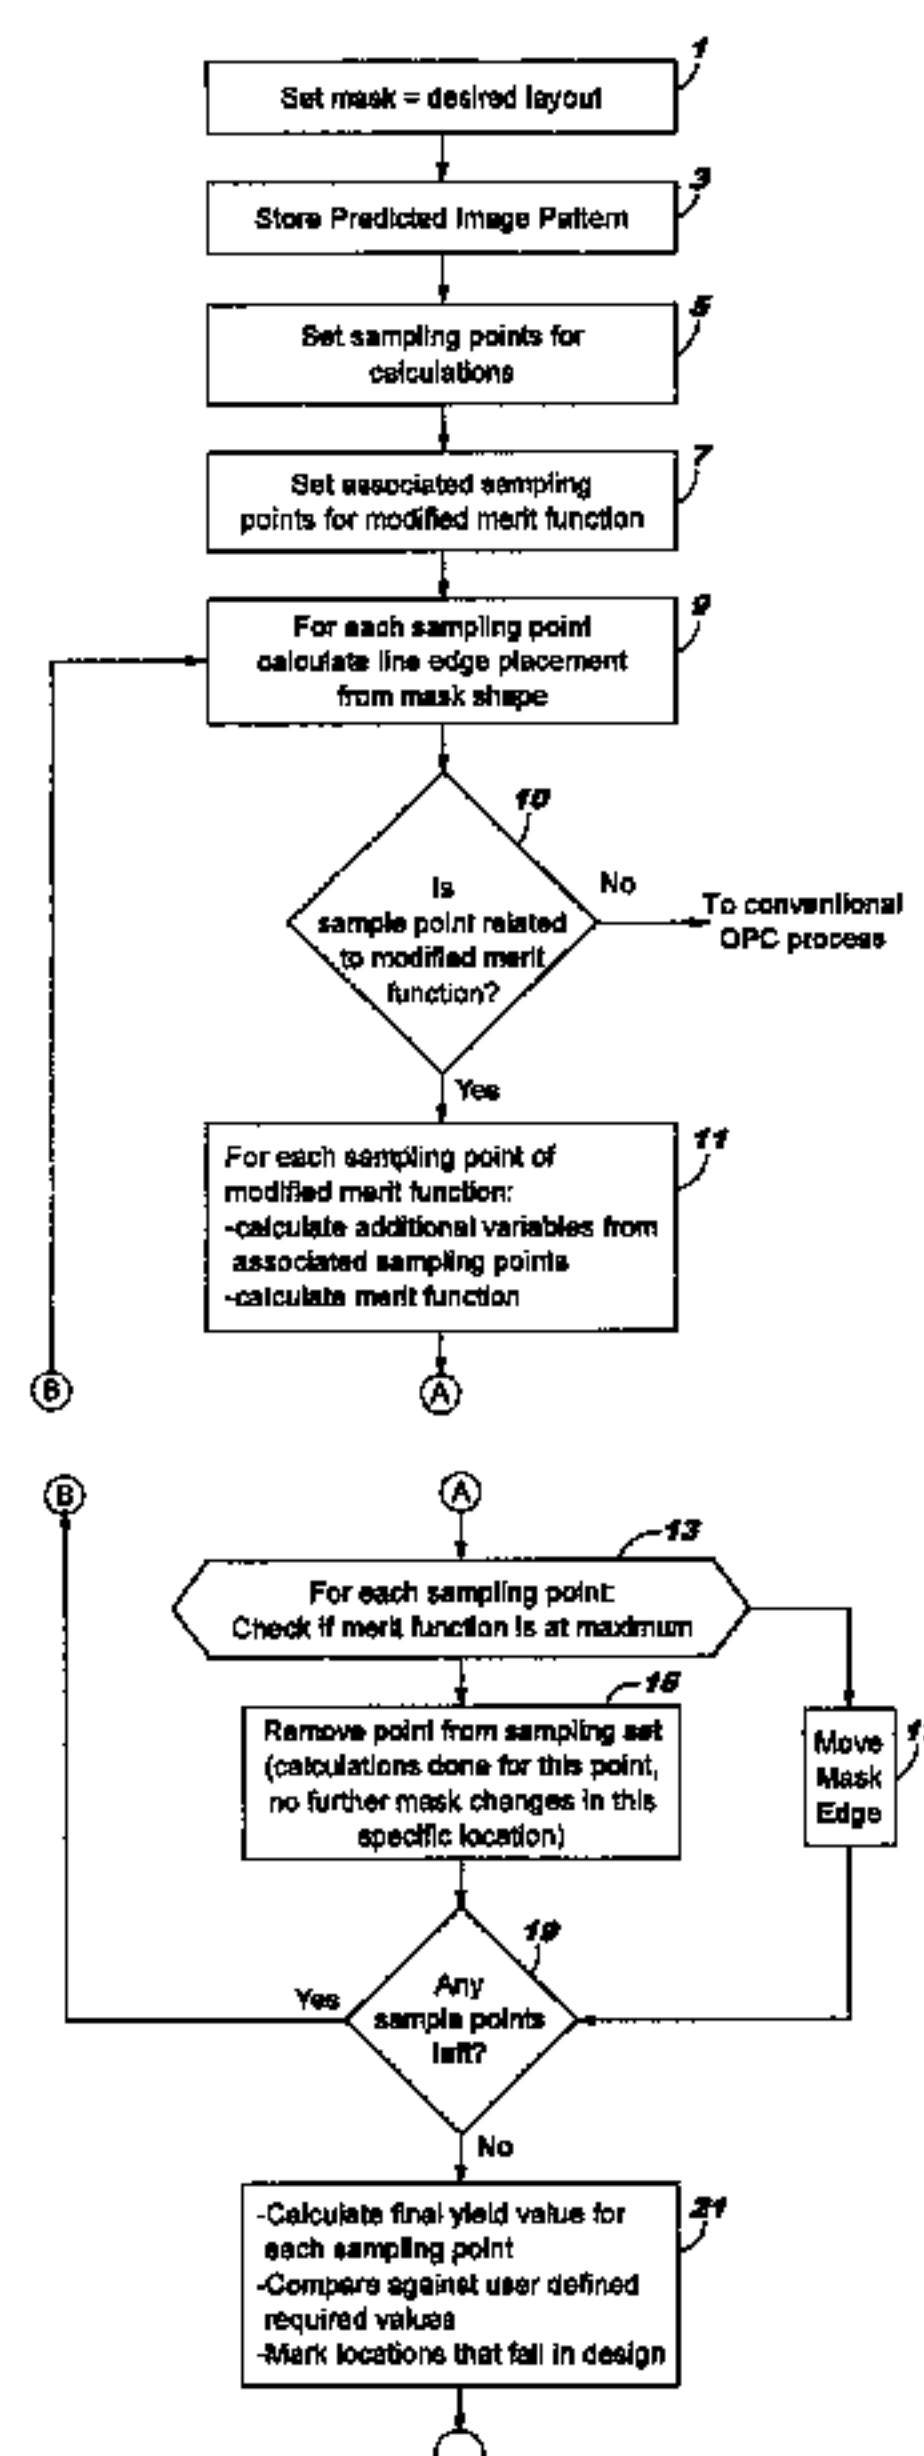 1
Set mask = desired layout
3
Store Predicted Image Pattern
5
Set sampling points for
calculations
7
Set associated sampling
points for modified merit function
9
For each sampling point
calculate line edge placement
from mask shape
10
Is
sample point related
to modified merit
function?
No
To conventional
OPC process
Yes
11
For each sampling point of
modified merit function:
-calculate additional variables from
associated sampling points
-calculate merit function
B
A
B
A
13
For each sampling point:
Check if merit function is at maximum
15
Remove point from sampling set
(calculations done for this point,
no further mask changes in this
specific location)
Move
Mask
Edge
19
Any
sample points
left?
Yes
No
21
-Calculate final yield value for
each sampling point
-Compare against user defined
required values
-Mark locations that fail in design